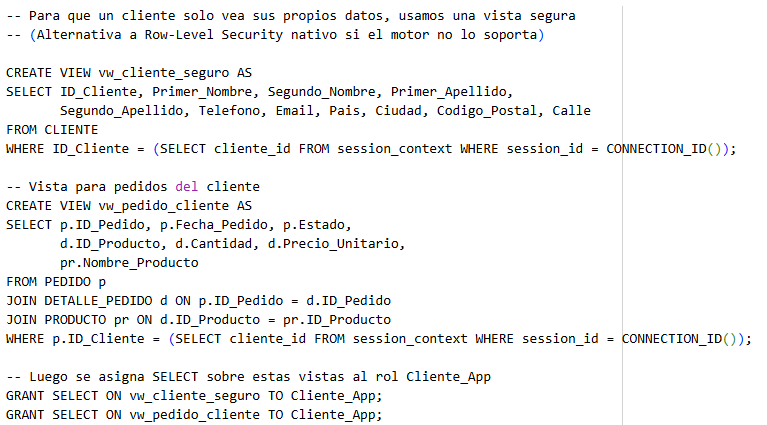 -- Para que un cliente solo vea sus propios datos, usamos una vista segura
-- (Alternativa a Row-Level Security nativo si el motor no lo soporta)
CREATE VIEW vw_cliente_seguro AS
SELECT ID_Cliente, Primer_Nombre, Segundo_Nombre, Primer_Apellido,
Segundo_Apellido, Telefono, Email, Pais, Ciudad, Codigo_Postal, Calle
FROM CLIENTE
WHERE ID_Cliente = (SELECT cliente_id FROM session_context WHERE session_id = CONNECTION_ID());
-- Vista para pedidos del cliente
CREATE VIEW vw_pedido_cliente AS
SELECT p.ID_Pedido, p.Fecha_Pedido, p.Estado,
d.ID_Producto, d.Cantidad, d.Precio_Unitario,
pr.Nombre_Producto
FROM PEDIDO p
JOIN DETALLE_PEDIDO d ON p.ID_Pedido = d.ID_Pedido
JOIN PRODUCTO pr ON d.ID_Producto = pr.ID_Producto
WHERE p.ID_Cliente = (SELECT cliente_id FROM session_context WHERE session_id = CONNECTION_ID());
-- Luego se asigna SELECT sobre estas vistas al rol Cliente_App
GRANT SELECT ON vw_cliente_seguro TO Cliente_App;
GRANT SELECT ON vw_pedido_cliente TO Cliente_App;